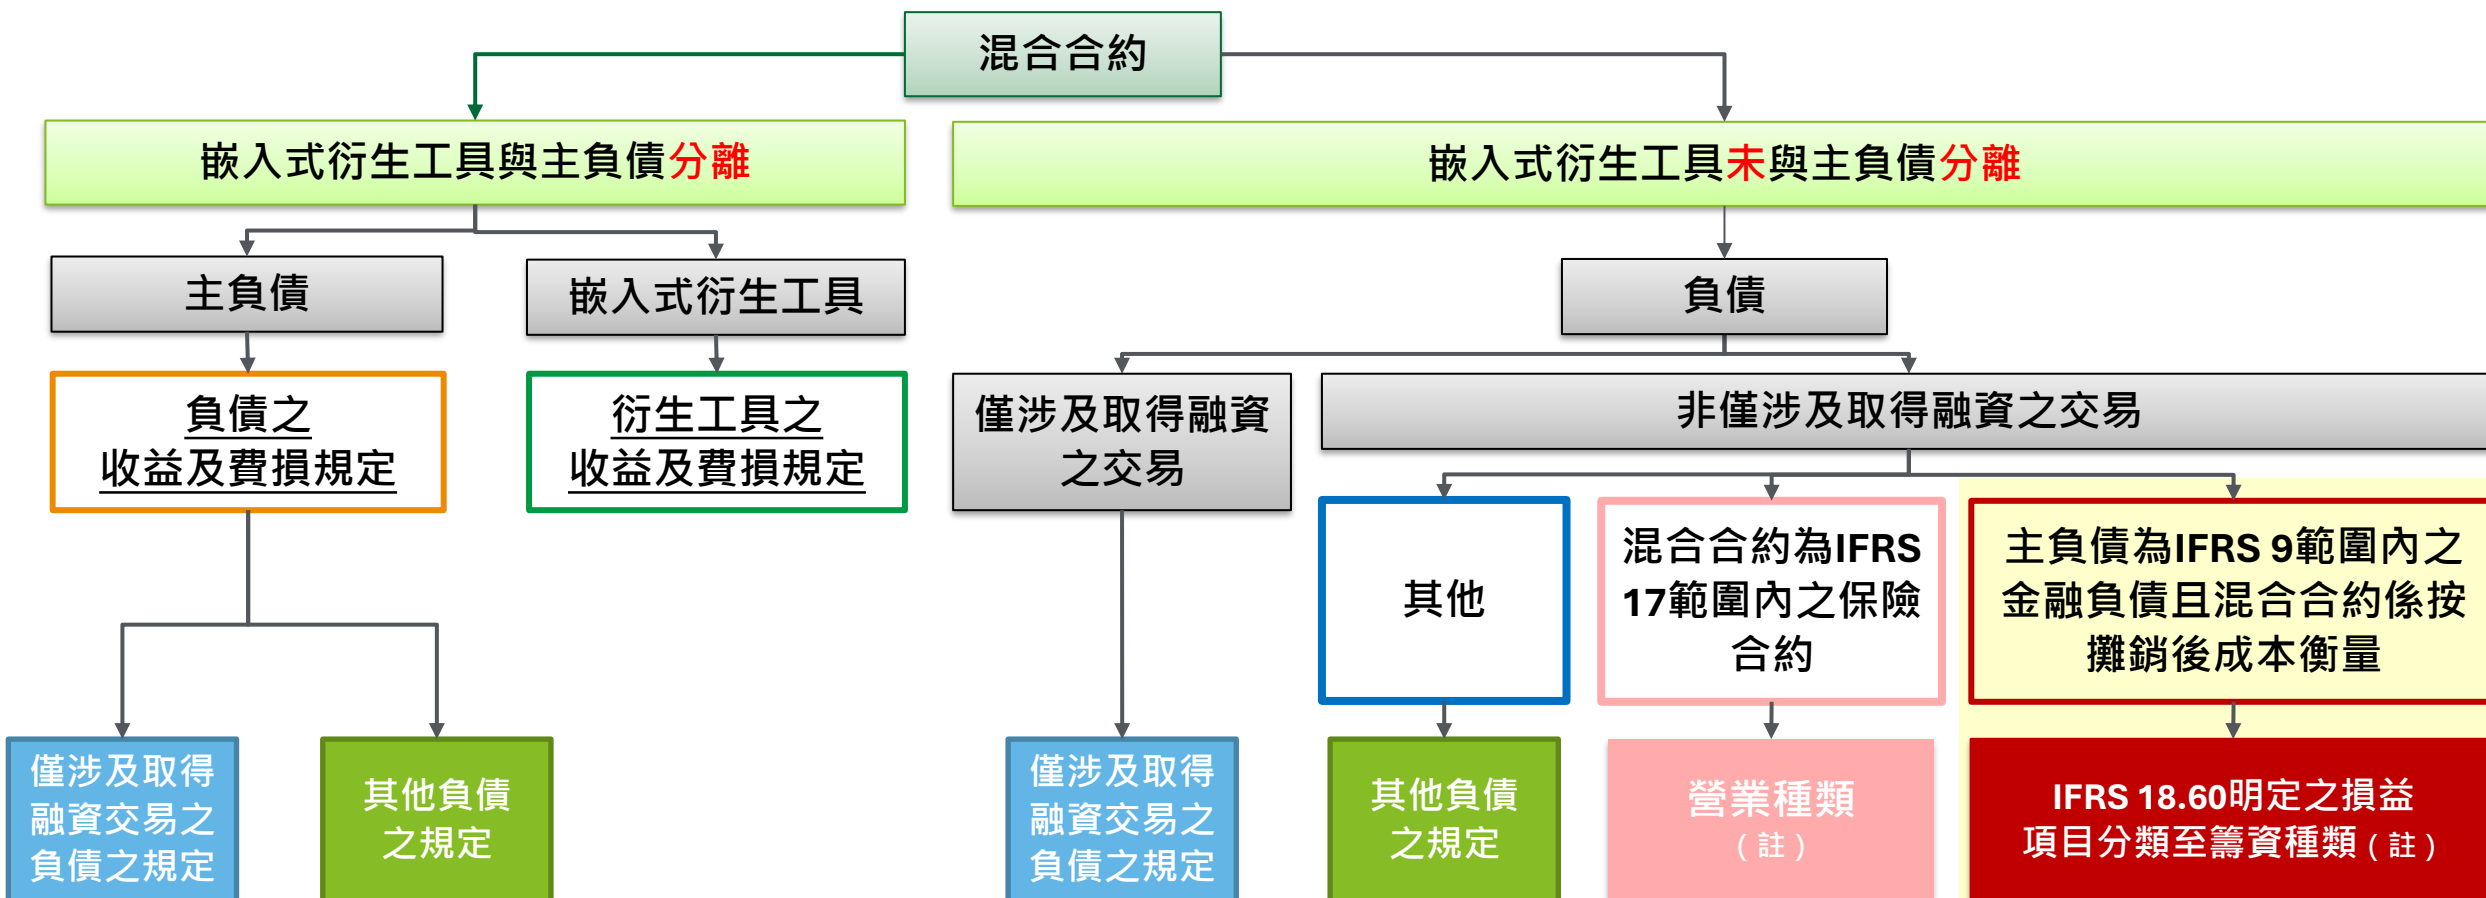 混合合約
嵌入式衍生工具與主負債分離
嵌入式衍生工具未與主負債分離
主負債
嵌入式衍生工具
負債
負債之
收益及費損規定
衍生工具之
收益及費損規定
僅涉及取得融資
之交易
非僅涉及取得融資之交易
其他
混合合約為IFRS
17範圍內之保險
合約
主負債為IFRS 9範圍內之
金融負債且混合合約係按
攤銷後成本衡量
僅涉及取得
融資交易之
負債之規定
其他負債
之規定
僅涉及取得
融資交易之
負債之規定
其他負債
之規定
營業種類
（註）
IFRS 18.60明定之損益
項目分類至籌資種類（註）